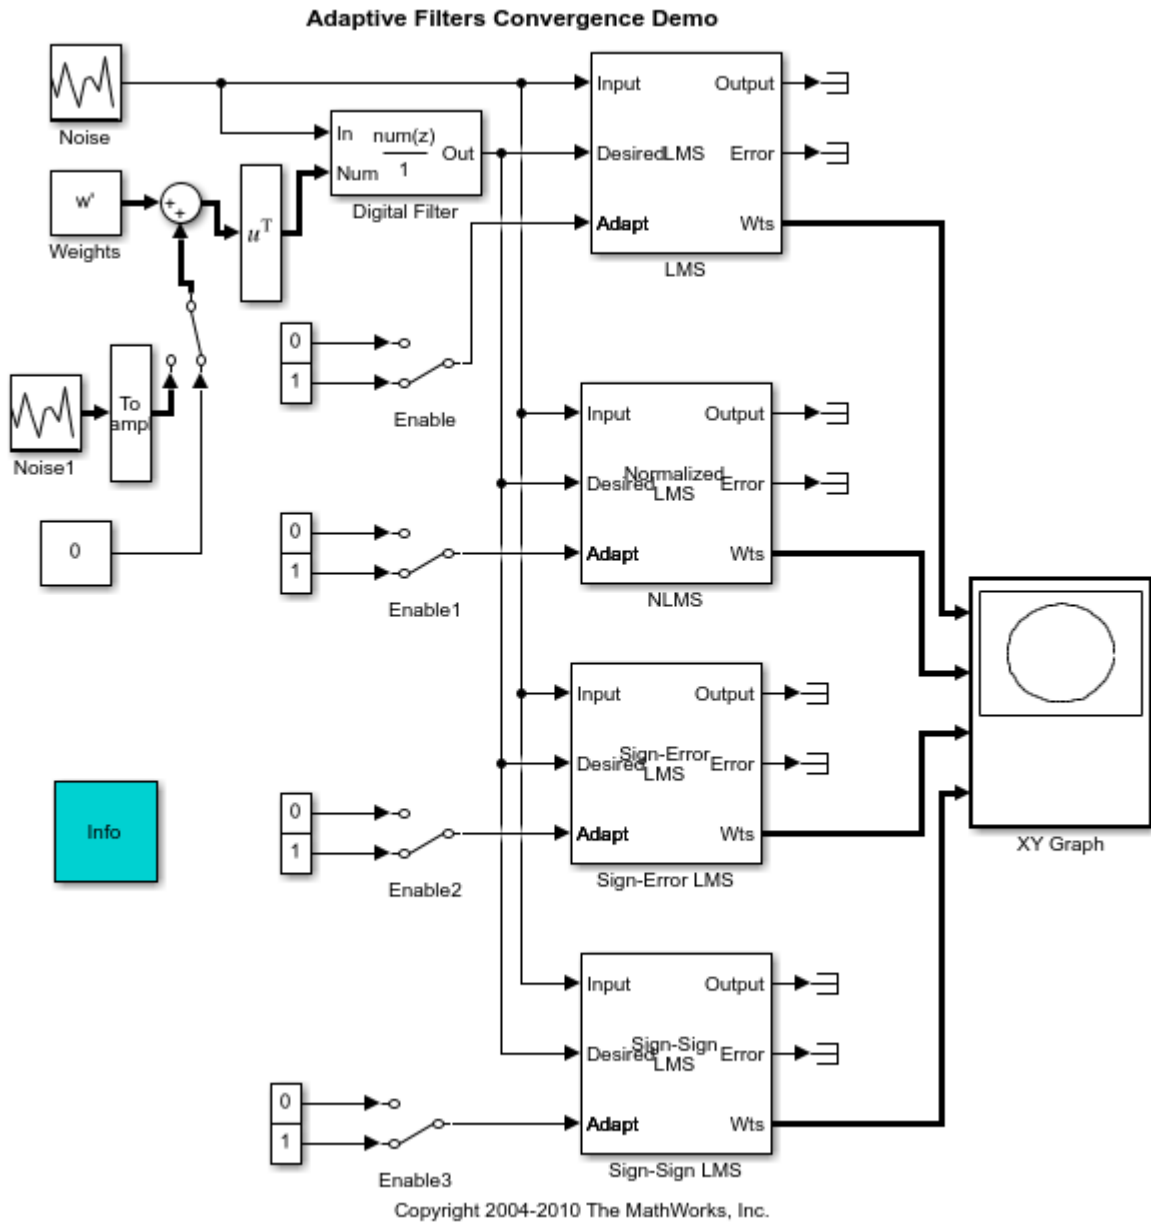 Adaptive Filters Convergence Demo
Noise
Input
Output
In
num(z)
1
Out
Num
Digital Filter
Desired
LMS
Error
Adapt
Wts
LMS
w'
Weights
+
+
u^T
0
1
Enable
To
amp
Noise1
0
Input
Output
Desired
Normalized
LMS
Error
Adapt
Wts
NLMS
0
1
Enable1
Input
Output
Desired
Sign-Error
LMS
Error
Adapt
Wts
Sign-Error LMS
XY Graph
Info
0
1
Enable2
Input
Output
Desired
Sign-Sign
LMS
Error
Adapt
Wts
Sign-Sign LMS
0
1
Enable3
Copyright 2004-2010 The MathWorks, Inc.